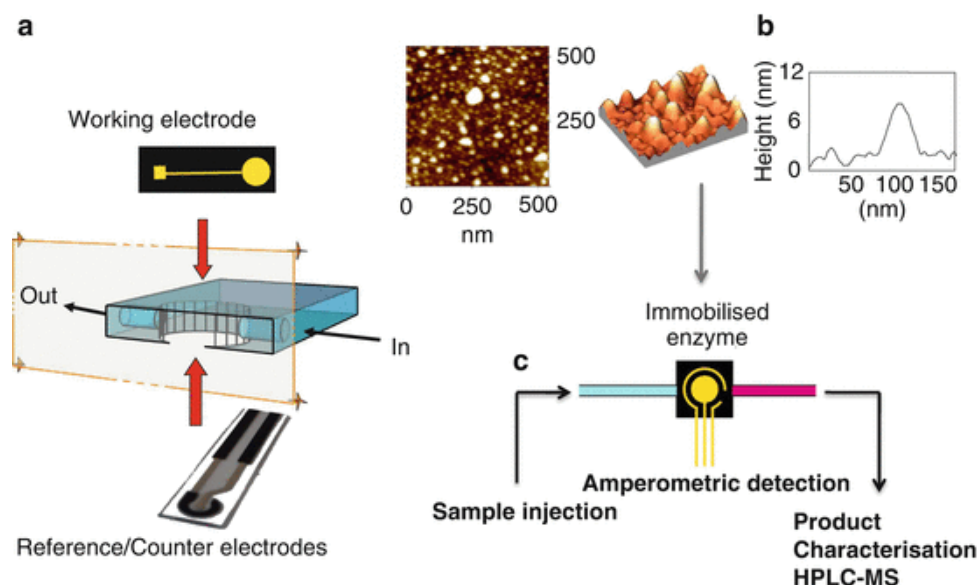 a
Working electrode
Out
In
Reference/Counter electrodes
500
250
0 250 500
nm
b
Height (nm)
12
6
0
50 100 150
(nm)
Immobilised
enzyme
c
Amperometric detection
Sample injection
Product
Characterisation
HPLC-MS